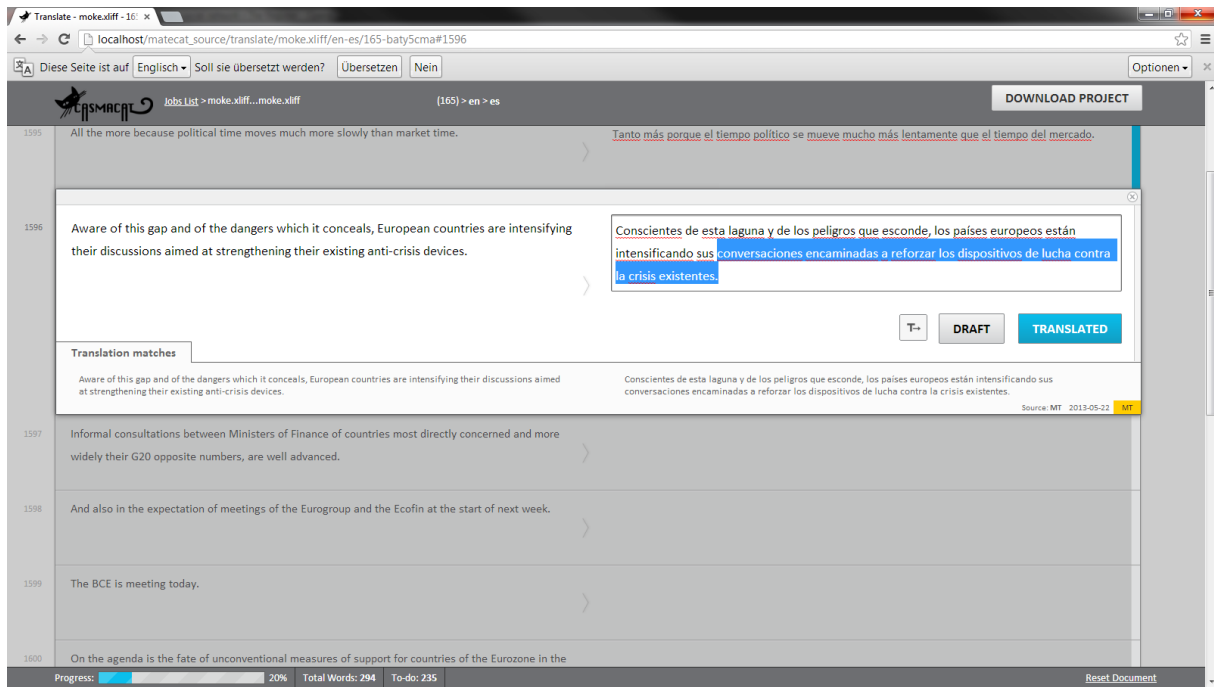 Translate - moke.xliff - 16
localhost/matecat_source/translate/moke.xliff/en-es/165-baty5cma#1596
Diese Seite ist auf Englisch Soll sie übersetzt werden? Übersetzen Nein Optionen
CASMACAT Jobs List > moke.xliff...moke.xliff (165) > en > es DOWNLOAD PROJECT
1595 All the more because political time moves much more slowly than market time. Tanto más porque el tiempo político se mueve mucho más lentamente que el tiempo del mercado.
1596 Aware of this gap and of the dangers which it conceals, European countries are intensifying
their discussions aimed at strengthening their existing anti-crisis devices.
Conscientes de esta laguna y de los peligros que esconde, los países europeos están
intensificando sus conversaciones encaminadas a reforzar los dispositivos de lucha contra
la crisis existentes.
T→ DRAFT TRANSLATED
Translation matches
Aware of this gap and of the dangers which it conceals, European countries are intensifying their discussions aimed
at strengthening their existing anti-crisis devices.
Conscientes de esta laguna y de los peligros que esconde, los países europeos están intensificando sus
conversaciones encaminadas a reforzar los dispositivos de lucha contra la crisis existentes.
Source: MT 2013-05-22 MT
1597 Informal consultations between Ministers of Finance of countries most directly concerned and more
widely their G20 opposite numbers, are well advanced.
1598 And also in the expectation of meetings of the Eurogroup and the Ecofin at the start of next week.
1599 The BCE is meeting today.
1600 On the agenda is the fate of unconventional measures of support for countries of the Eurozone in the
Progress: 20% Total Words: 294 To-do: 235 Reset Document